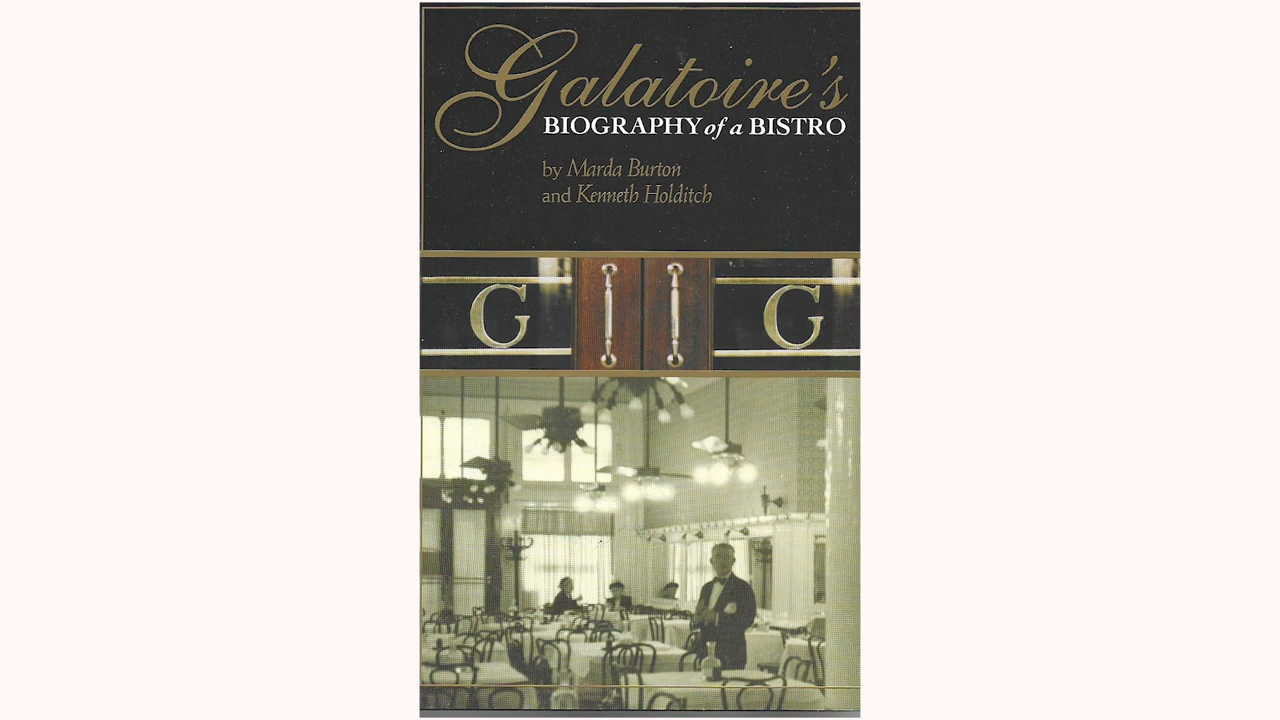 Galatoire's
BIOGRAPHY of a BISTRO
by Marda Burton
and Kenneth Holditch
G G